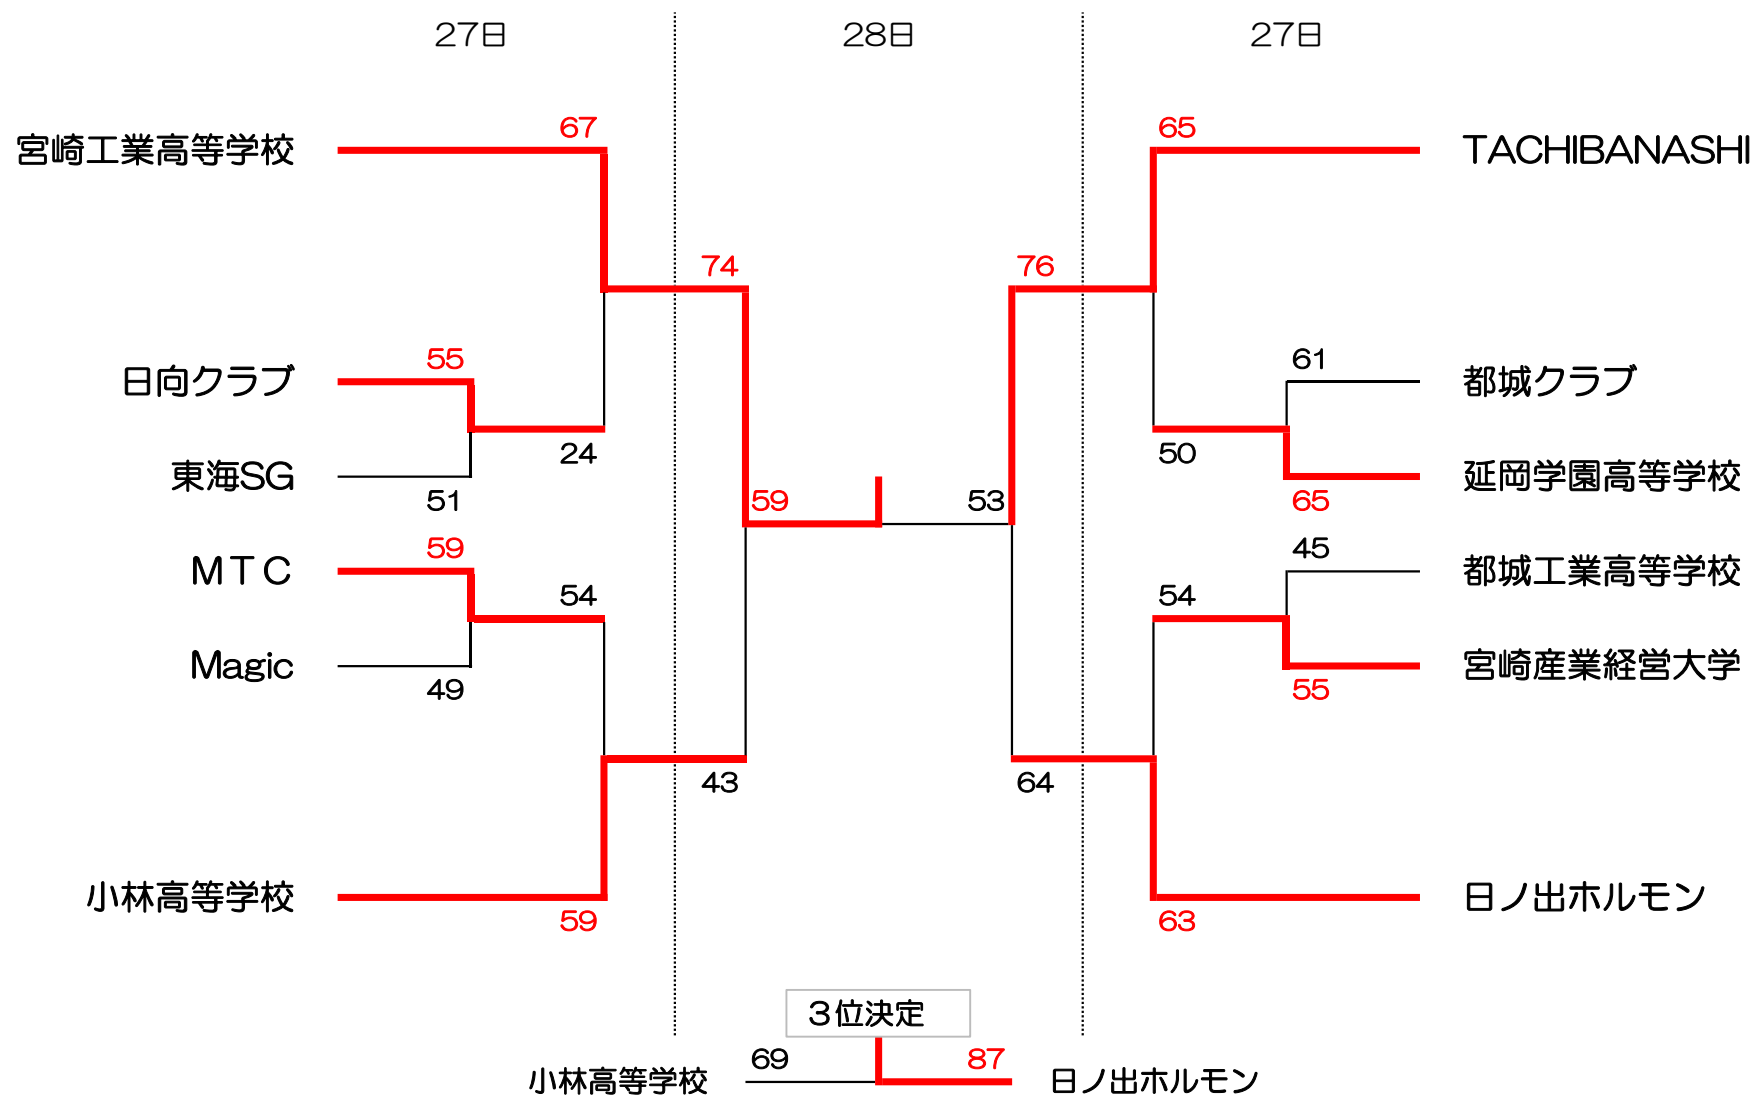 27日 28日 27日
67 65
宮崎工業高等学校 TACHIBANASHI
74 76
55 61
日向クラブ 都城クラブ
24 50
東海SG 延岡学園高等学校
51 59 53 65
59 45
MTC 都城工業高等学校
54 54
Magic 宮崎産業経営大学
49 55
43 64
小林高等学校 日ノ出ホルモン
59 63
3位決定
69 87
小林高等学校 日ノ出ホルモン